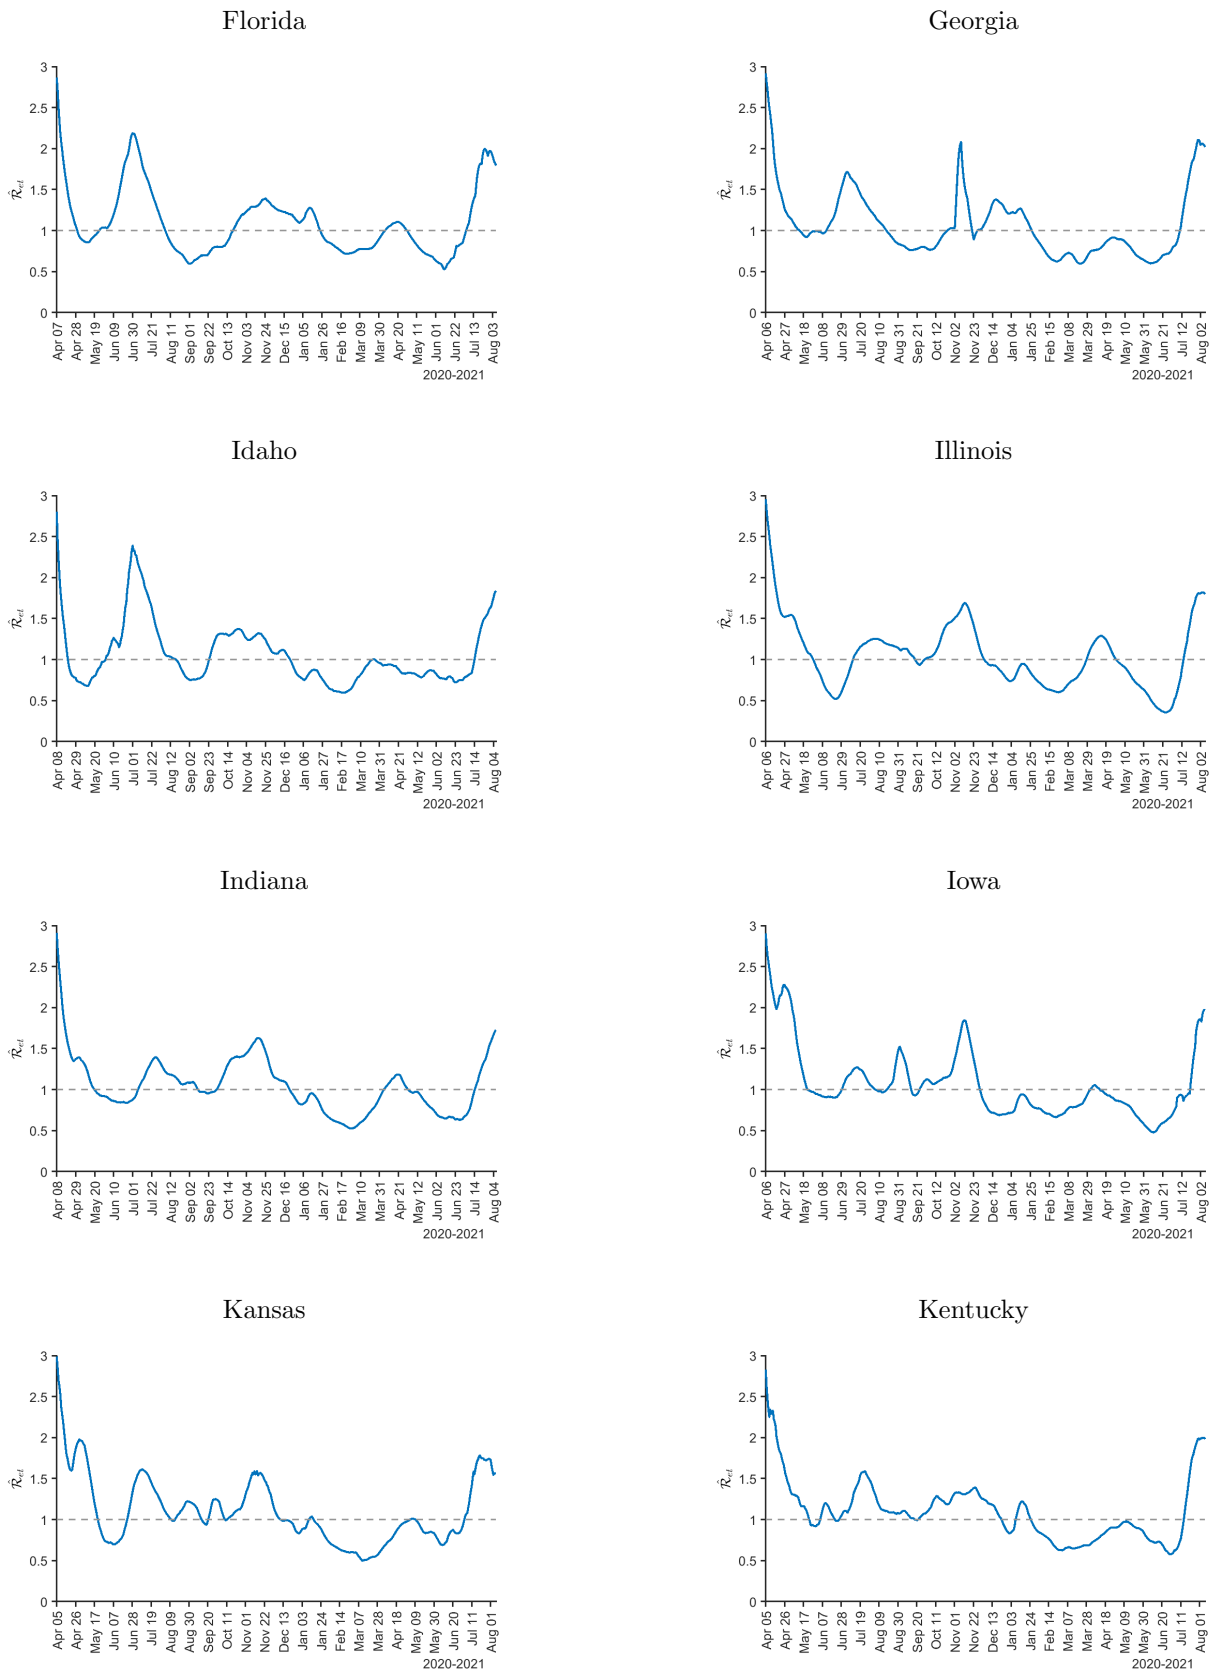 Florida
3
2.5
2
1.5
1
0.5
0
R̂et
Apr 07 Apr 28 May 19 Jun 09 Jun 30 Jul 21 Aug 11 Sep 01 Sep 22 Oct 13 Nov 03 Nov 24 Dec 15 Jan 05 Jan 26 Feb 16 Mar 09 Mar 30 Apr 20 May 11 Jun 01 Jun 22 Jul 13 Aug 03
2020-2021
Georgia
3
2.5
2
1.5
1
0.5
0
R̂et
Apr 06 Apr 27 May 18 Jun 08 Jun 29 Jul 20 Aug 10 Aug 31 Sep 21 Oct 12 Nov 02 Nov 23 Dec 14 Jan 04 Jan 25 Feb 15 Mar 08 Mar 29 Apr 19 May 10 May 31 Jun 21 Jul 12 Aug 02
2020-2021
Idaho
3
2.5
2
1.5
1
0.5
0
R̂et
Apr 08 Apr 29 May 20 Jun 10 Jul 01 Jul 22 Aug 12 Sep 02 Sep 23 Oct 14 Nov 04 Nov 25 Dec 16 Jan 06 Jan 27 Feb 17 Mar 10 Mar 31 Apr 21 May 12 Jun 02 Jun 23 Jul 14 Aug 04
2020-2021
Illinois
3
2.5
2
1.5
1
0.5
0
R̂et
Apr 06 Apr 27 May 18 Jun 08 Jun 29 Jul 20 Aug 10 Aug 31 Sep 21 Oct 12 Nov 02 Nov 23 Dec 14 Jan 04 Jan 25 Feb 15 Mar 08 Mar 29 Apr 19 May 10 May 31 Jun 21 Jul 12 Aug 02
2020-2021
Indiana
3
2.5
2
1.5
1
0.5
0
R̂et
Apr 08 Apr 29 May 20 Jun 10 Jul 01 Jul 22 Aug 12 Sep 02 Sep 23 Oct 14 Nov 04 Nov 25 Dec 16 Jan 06 Jan 27 Feb 17 Mar 10 Mar 31 Apr 21 May 12 Jun 02 Jun 23 Jul 14 Aug 04
2020-2021
Iowa
3
2.5
2
1.5
1
0.5
0
R̂et
Apr 06 Apr 27 May 18 Jun 08 Jun 29 Jul 20 Aug 10 Aug 31 Sep 21 Oct 12 Nov 02 Nov 23 Dec 14 Jan 04 Jan 25 Feb 15 Mar 08 Mar 29 Apr 19 May 10 May 31 Jun 21 Jul 12 Aug 02
2020-2021
Kansas
3
2.5
2
1.5
1
0.5
0
R̂et
Apr 05 Apr 26 May 17 Jun 07 Jun 28 Jul 19 Aug 09 Aug 30 Sep 20 Oct 11 Nov 01 Nov 22 Dec 13 Jan 03 Jan 24 Feb 14 Mar 07 Mar 28 Apr 18 May 09 May 30 Jun 20 Jul 11 Aug 01
2020-2021
Kentucky
3
2.5
2
1.5
1
0.5
0
R̂et
Apr 05 Apr 26 May 17 Jun 07 Jun 28 Jul 19 Aug 09 Aug 30 Sep 20 Oct 11 Nov 01 Nov 22 Dec 13 Jan 03 Jan 24 Feb 14 Mar 07 Mar 28 Apr 18 May 09 May 30 Jun 20 Jul 11 Aug 01
2020-2021